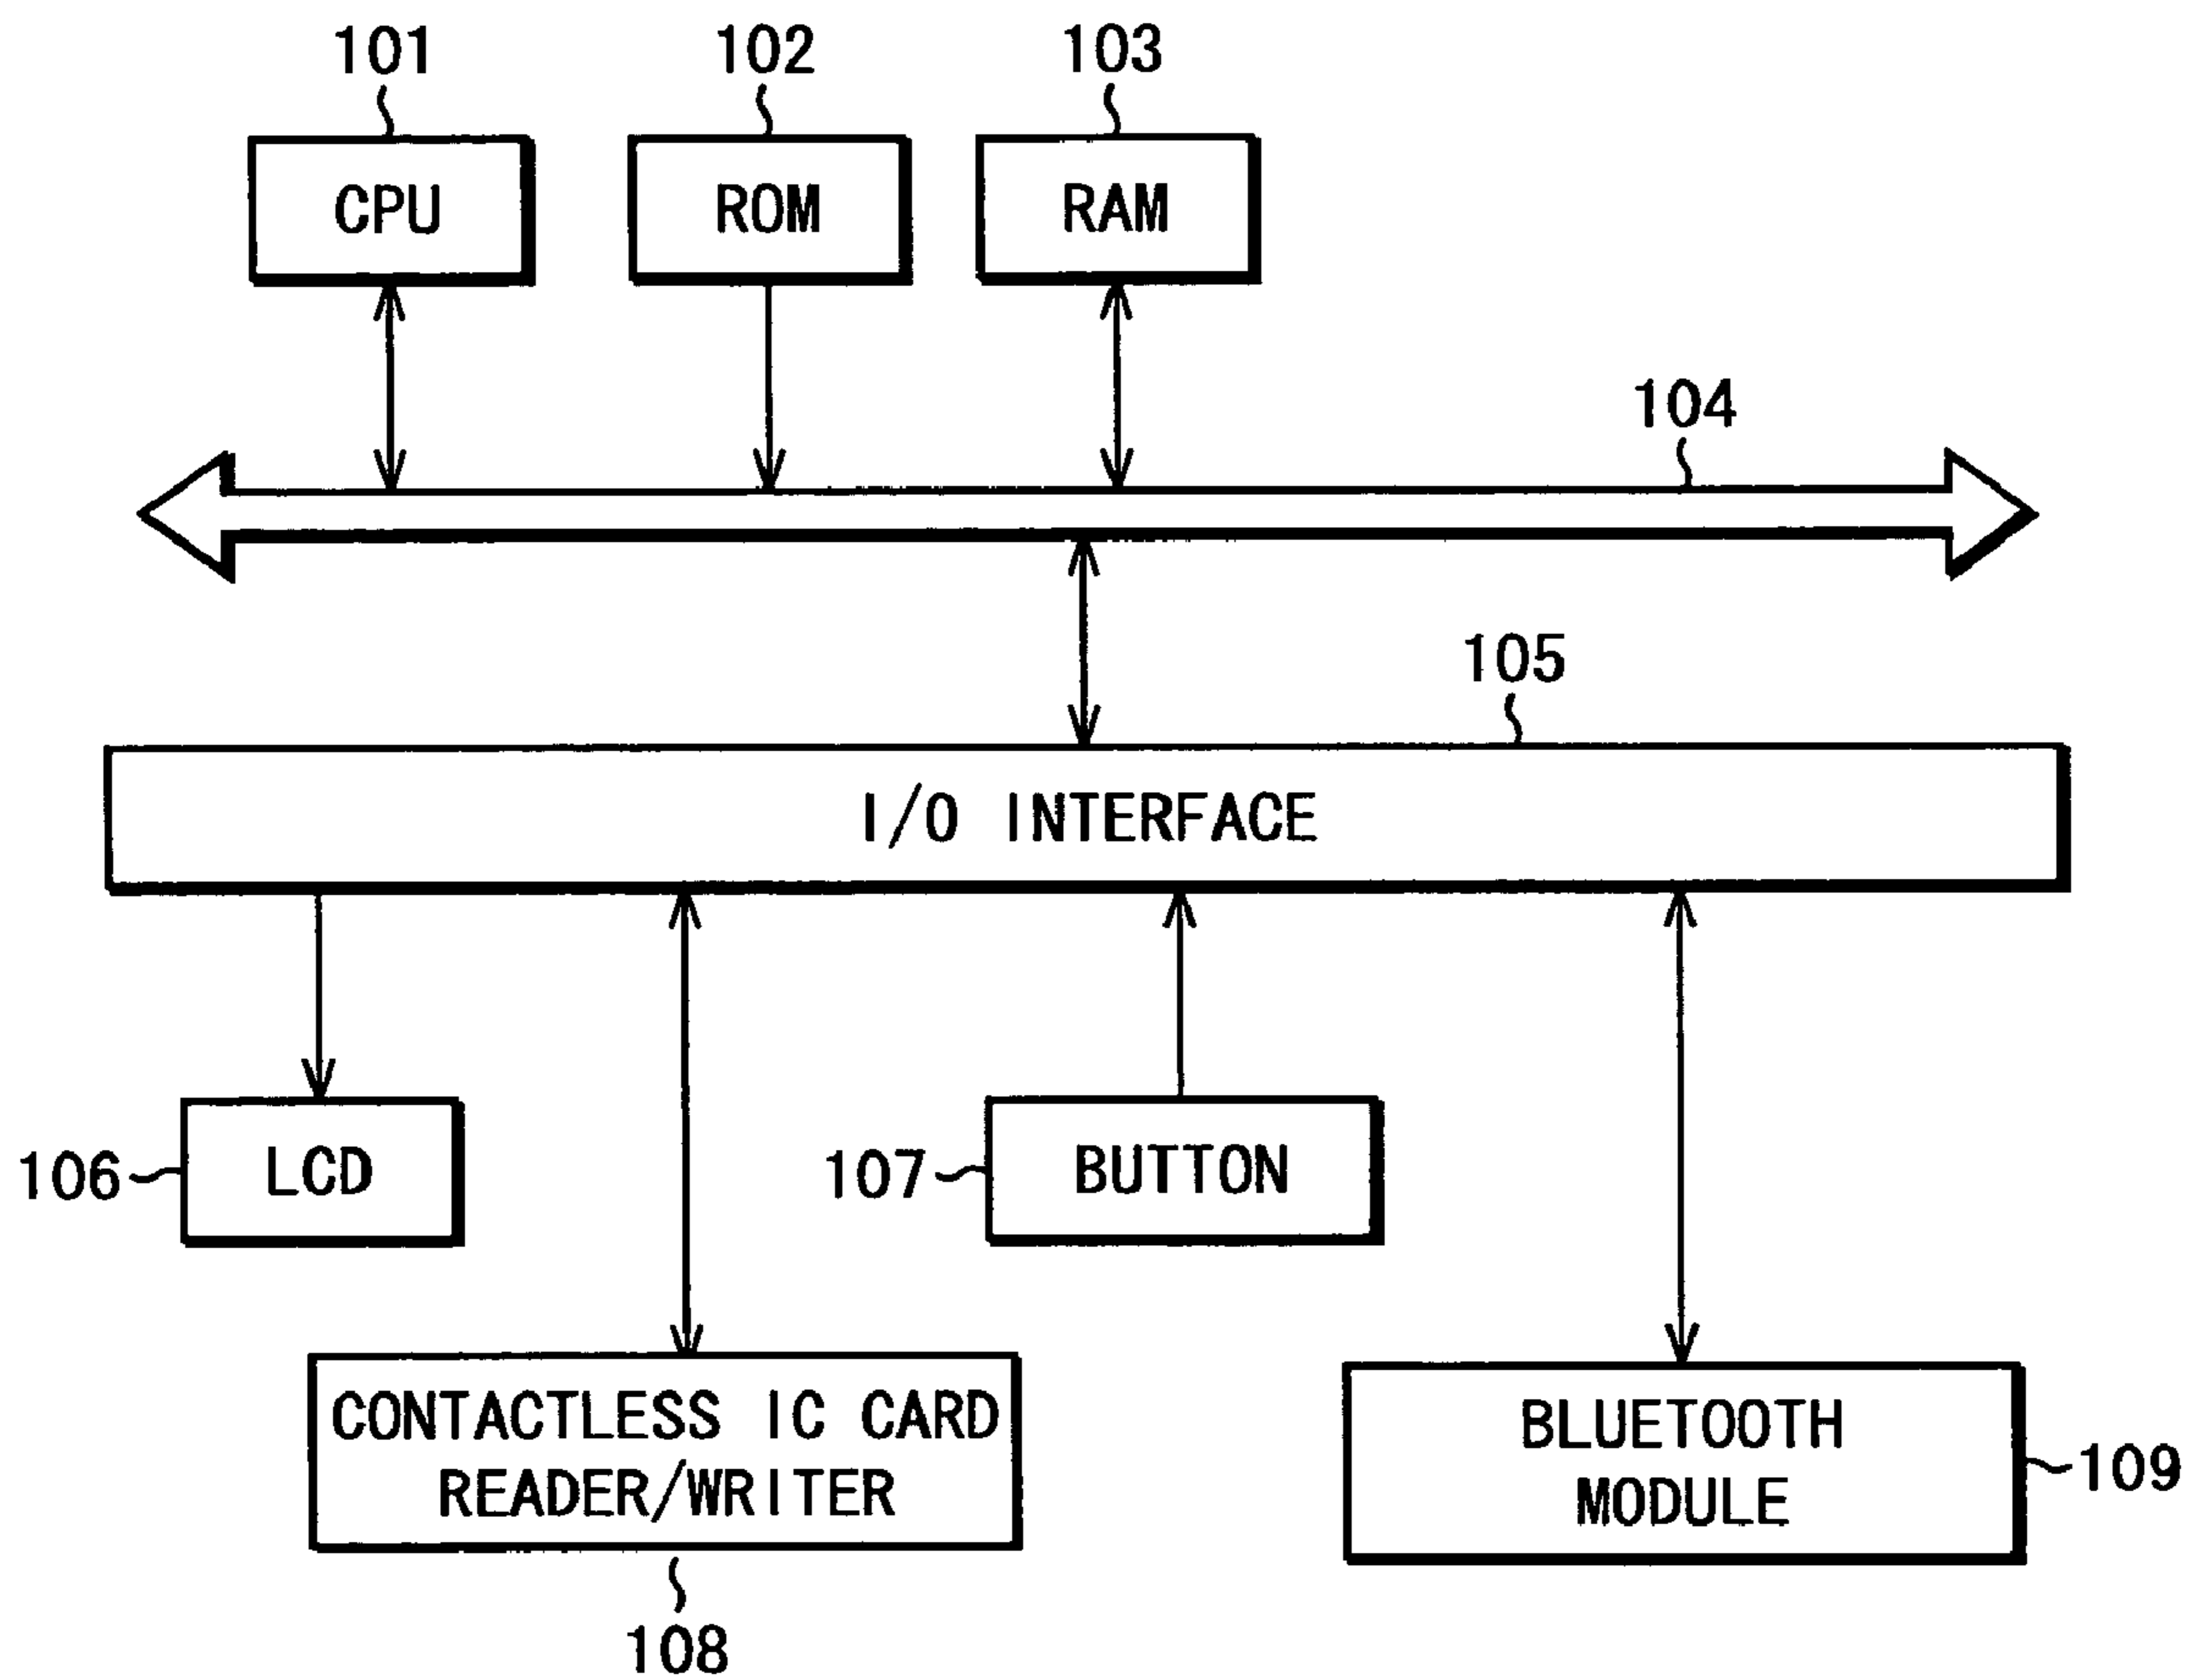 101
102
103
CPU
ROM
RAM
104
105
I/O INTERFACE
106
LCD
107
BUTTON
CONTACTLESS IC CARD
READER/WRITER
BLUETOOTH
MODULE
109
108